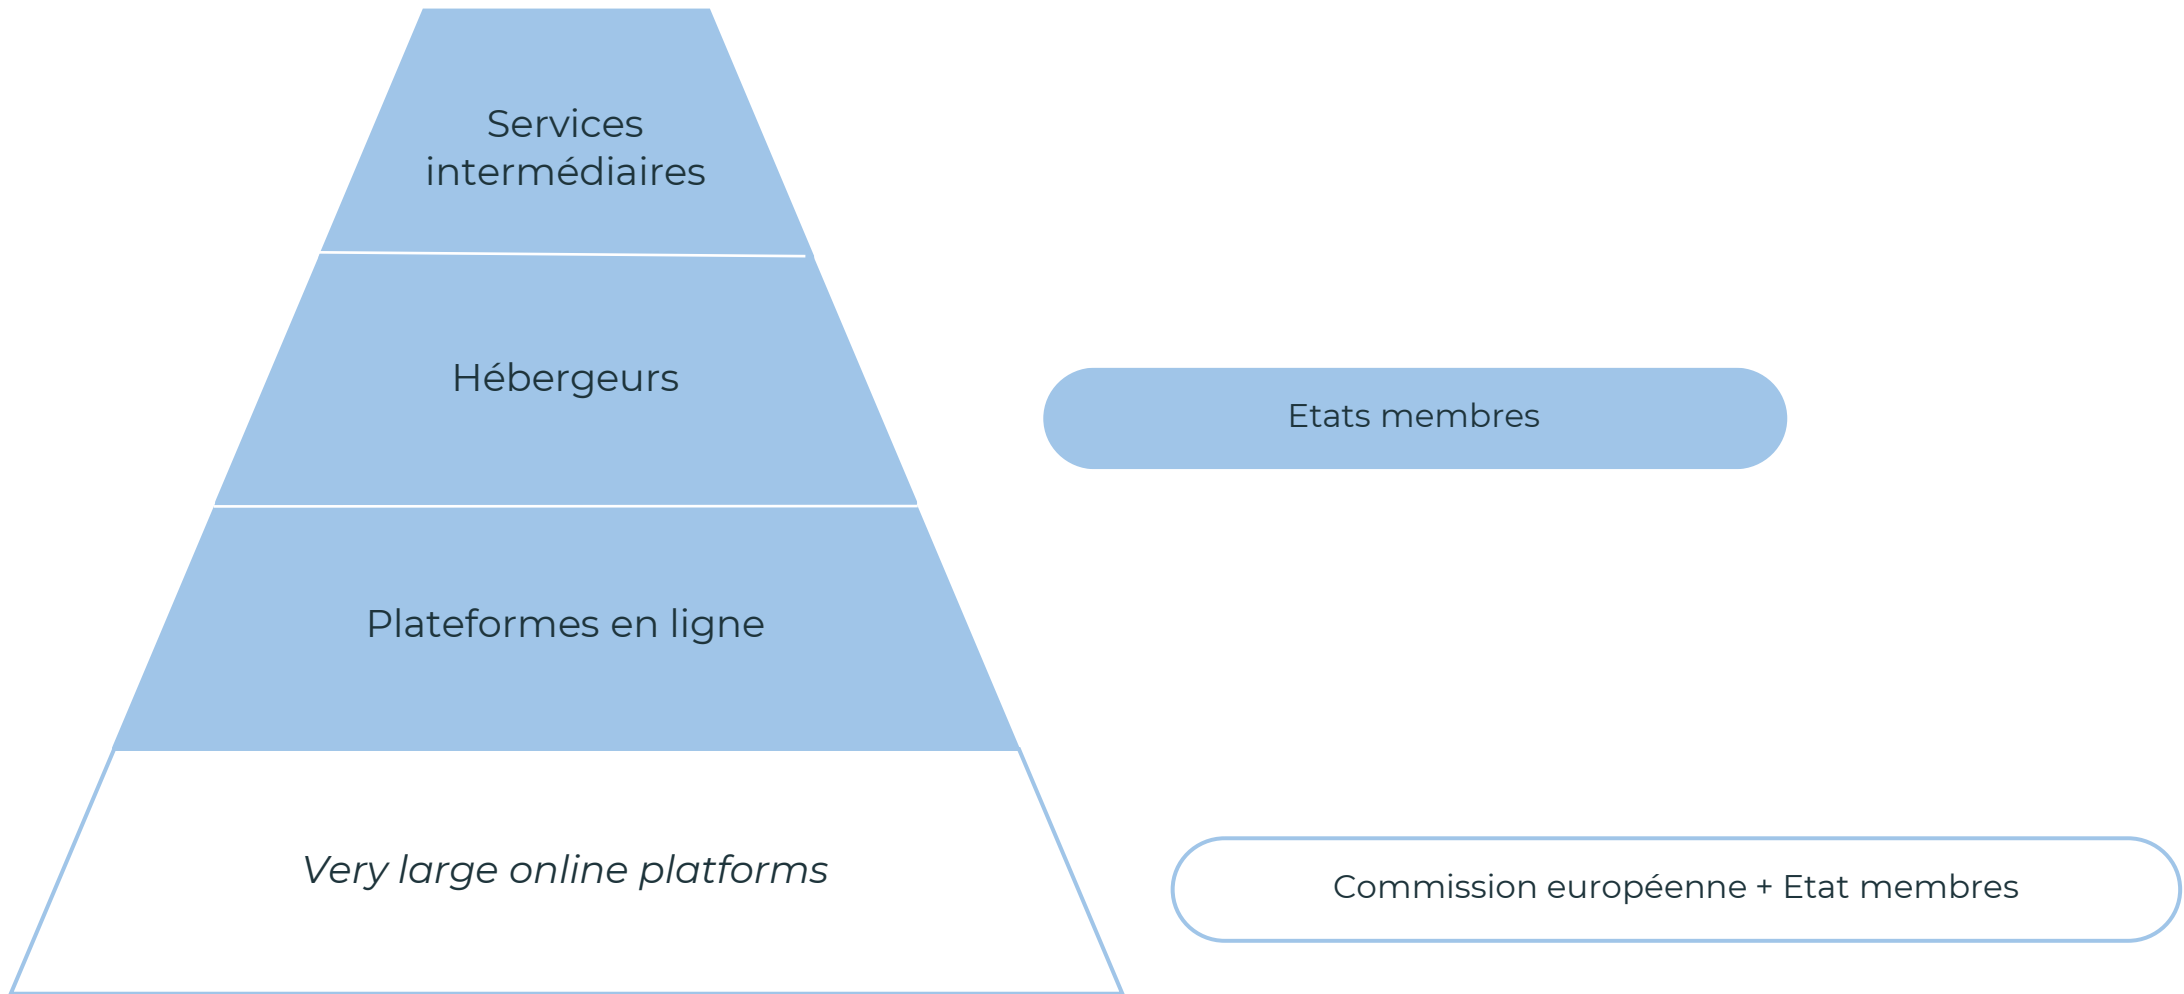 Services
intermédiaires
Hébergeurs
Etats membres
Plateformes en ligne
Very large online platforms
Commission européenne + Etat membres